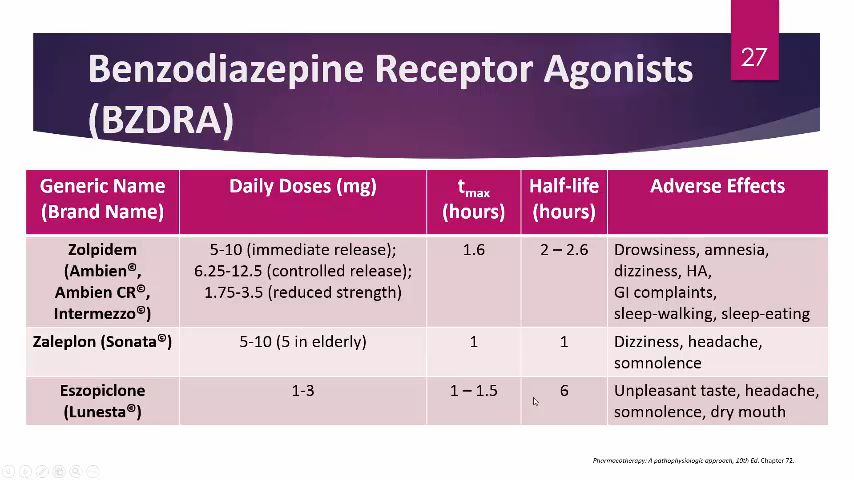 27
Benzodiazepine Receptor Agonists
(BZDRA)
Generic Name
(Brand Name)
Daily Doses (mg)
tmax
(hours)
Half-life
(hours)
Adverse Effects
Zolpidem
(Ambien®,
Ambien CR®,
Intermezzo®)
5-10 (immediate release);
6.25-12.5 (controlled release);
1.75-3.5 (reduced strength)
1.6
2 – 2.6
Drowsiness, amnesia,
dizziness, HA,
GI complaints,
sleep-walking, sleep-eating
Zaleplon (Sonata®)
5-10 (5 in elderly)
1
1
Dizziness, headache,
somnolence
Eszopiclone
(Lunesta®)
1-3
1 – 1.5
6
Unpleasant taste, headache,
somnolence, dry mouth
Pharmacotherapy: A pathophysiologic approach, 10th Ed. Chapter 72.